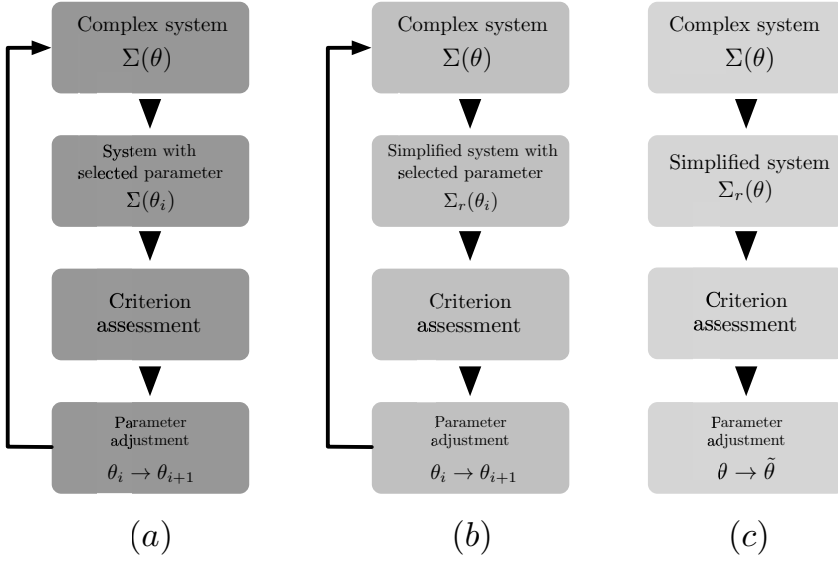 Complex system
Σ(θ)
System with
selected parameter
Σ(θ_i)
Criterion
assessment
Parameter
adjustment
θ_i → θ_{i+1}
(a)
Complex system
Σ(θ)
Simplified system with
selected parameter
Σ_r(θ_i)
Criterion
assessment
Parameter
adjustment
θ_i → θ_{i+1}
(b)
Complex system
Σ(θ)
Simplified system
Σ_r(θ)
Criterion
assessment
Parameter
adjustment
θ → θ̃
(c)